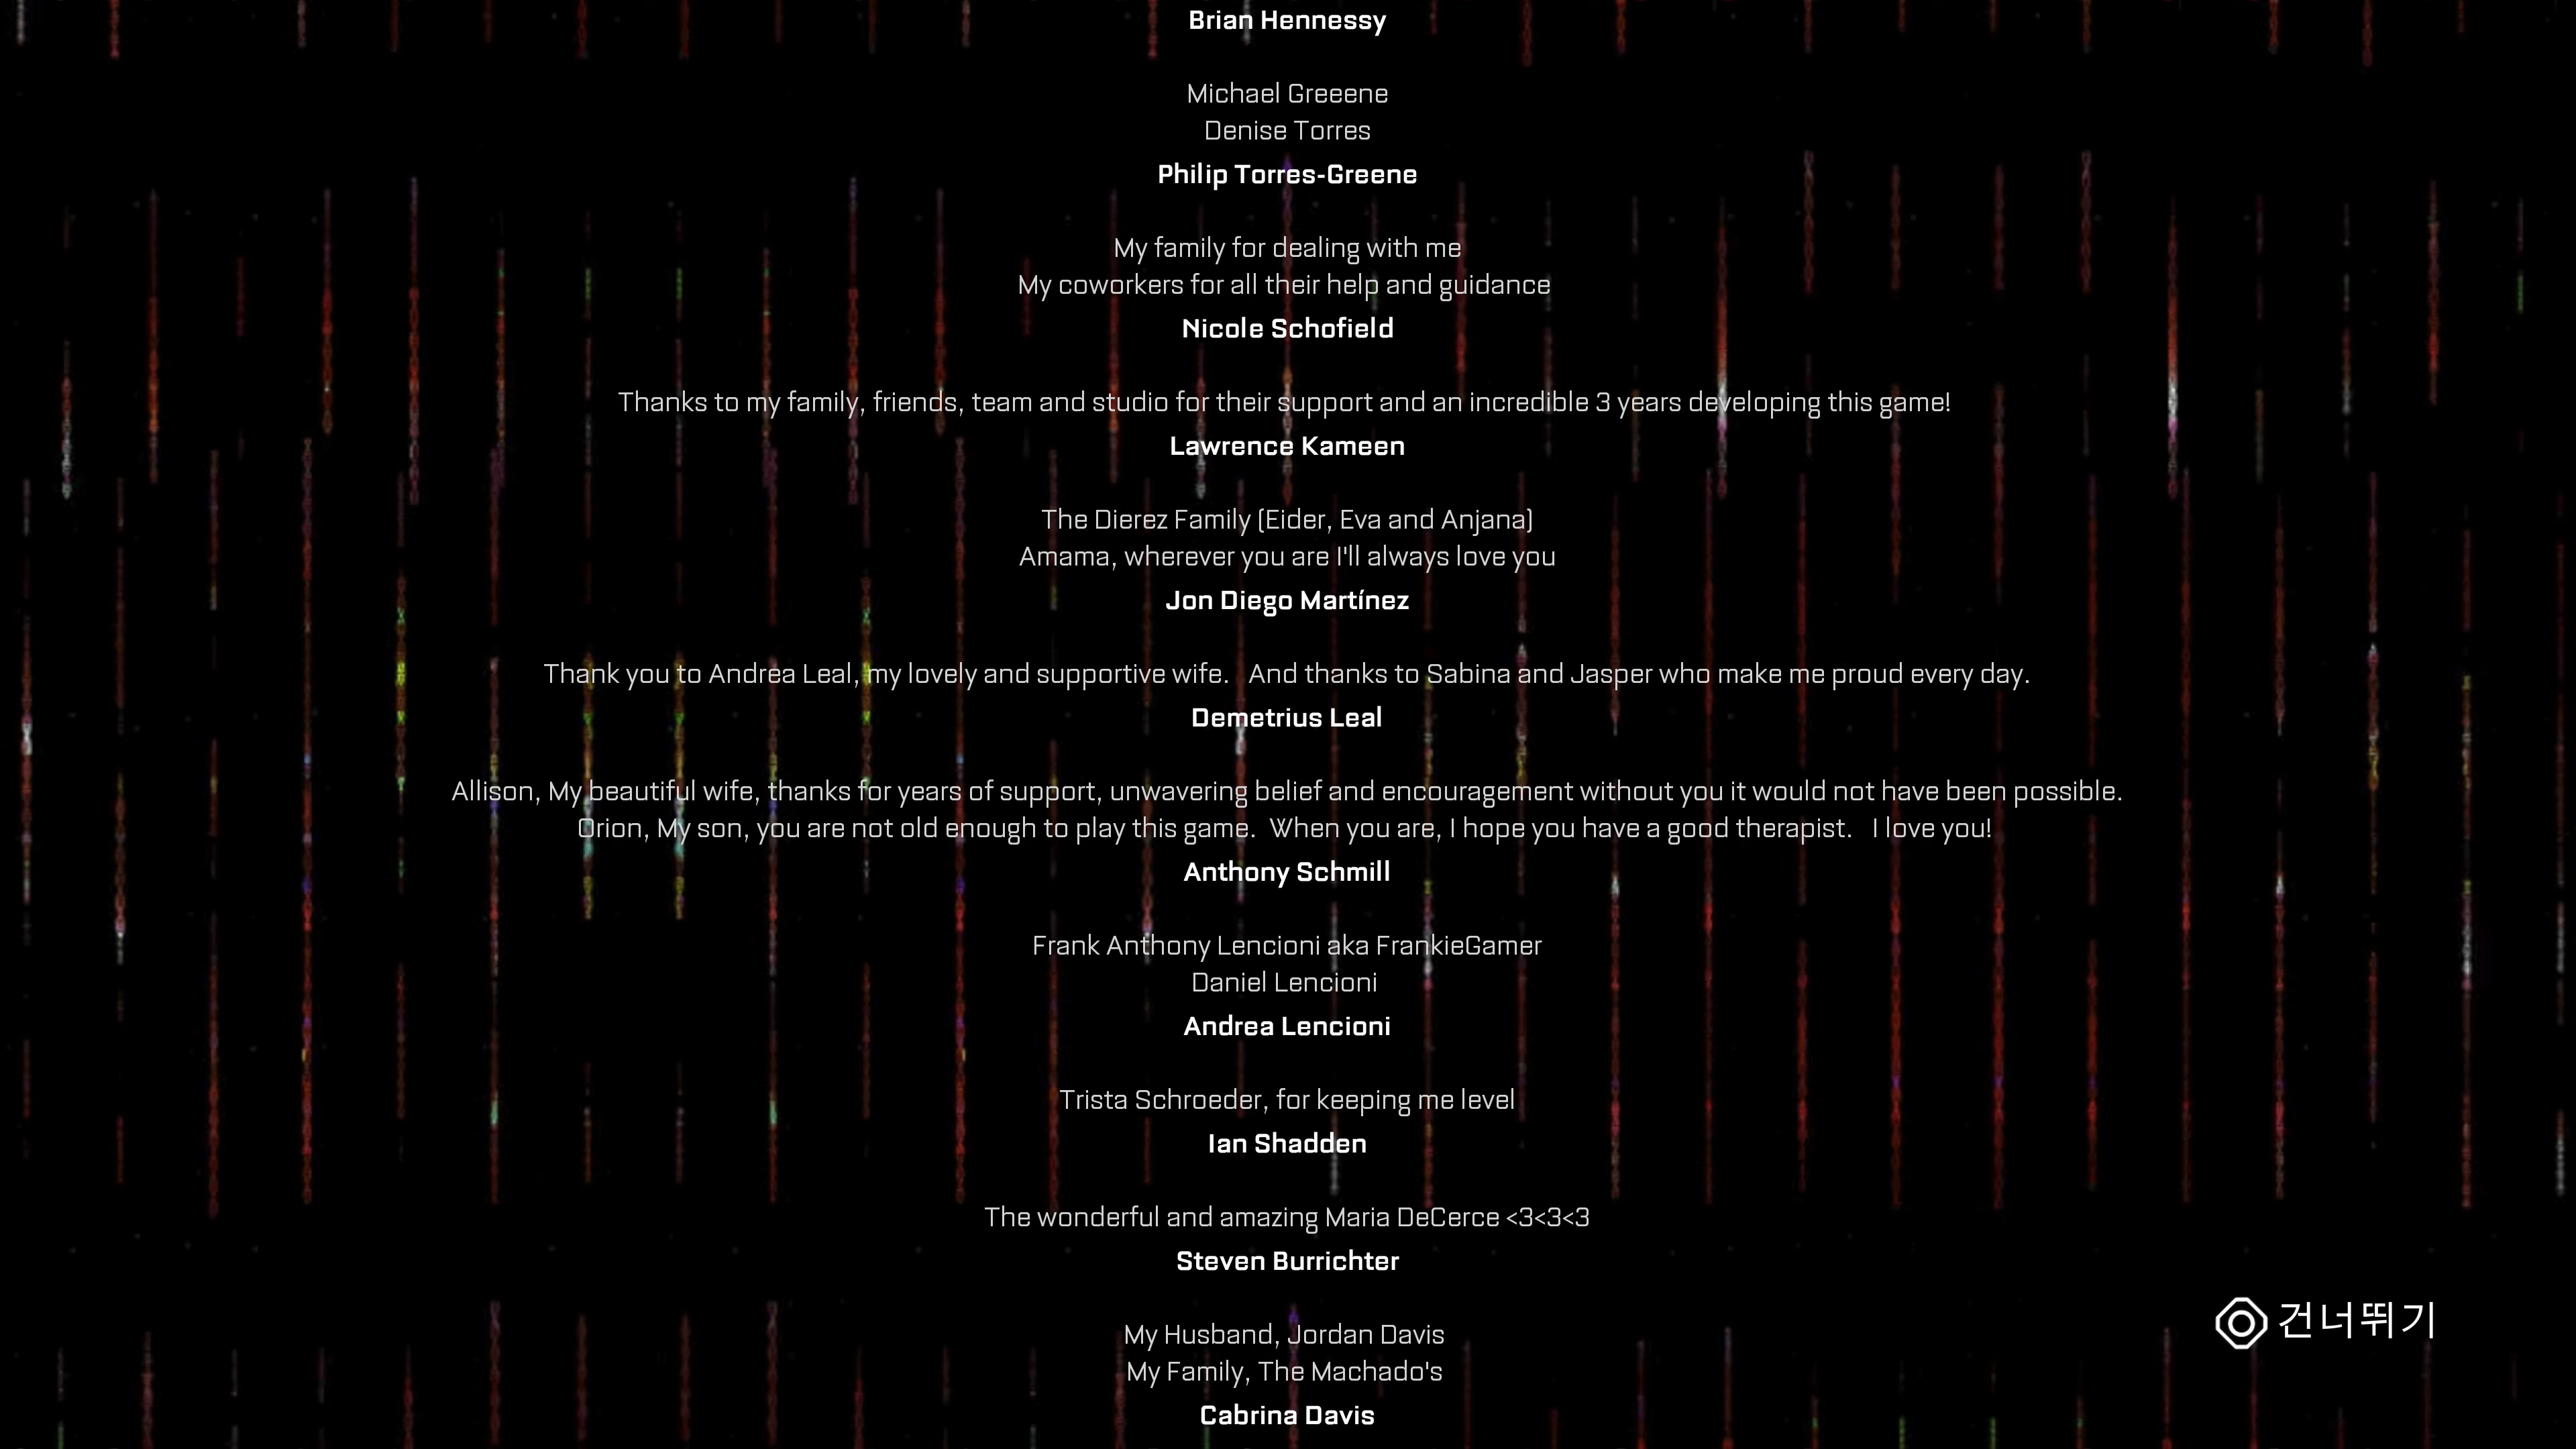 Brian Hennessy
Michael Greeene
Denise Torres
Philip Torres-Greene
My family for dealing with me
My coworkers for all their help and guidance
Nicole Schofield
Thanks to my family, friends, team and studio for their support and an incredible 3 years developing this game!
Lawrence Kameen
The Dierez Family (Eider, Eva and Anjana)
Amama, wherever you are I'll always love you
Jon Diego Martínez
Thank you to Andrea Leal, my lovely and supportive wife.   And thanks to Sabina and Jasper who make me proud every day.
Demetrius Leal
Allison, My beautiful wife, thanks for years of support, unwavering belief and encouragement without you it would not have been possible.
Orion, My son, you are not old enough to play this game.  When you are, I hope you have a good therapist.   I love you!
Anthony Schmill
Frank Anthony Lencioni aka FrankieGamer
Daniel Lencioni
Andrea Lencioni
Trista Schroeder, for keeping me level
Ian Shadden
The wonderful and amazing Maria DeCerce <3<3<3
Steven Burrichter
건너뛰기
My Husband, Jordan Davis
My Family, The Machado's
Cabrina Davis